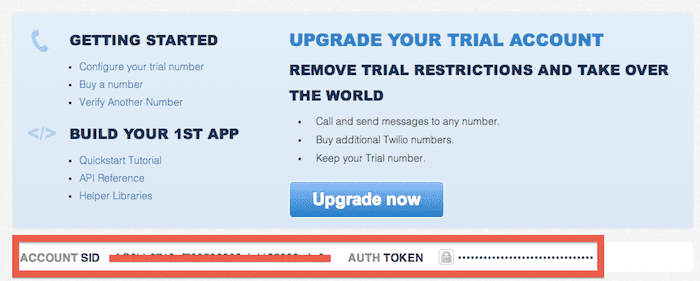 GETTING STARTED
Configure your trial number
Buy a number
Verify Another Number
</> BUILD YOUR 1ST APP
Quickstart Tutorial
API Reference
Helper Libraries
UPGRADE YOUR TRIAL ACCOUNT
REMOVE TRIAL RESTRICTIONS AND TAKE OVER
THE WORLD
Call and send messages to any number.
Buy additional Twilio numbers.
Keep your Trial number.
Upgrade now
ACCOUNT SID AUTH TOKEN